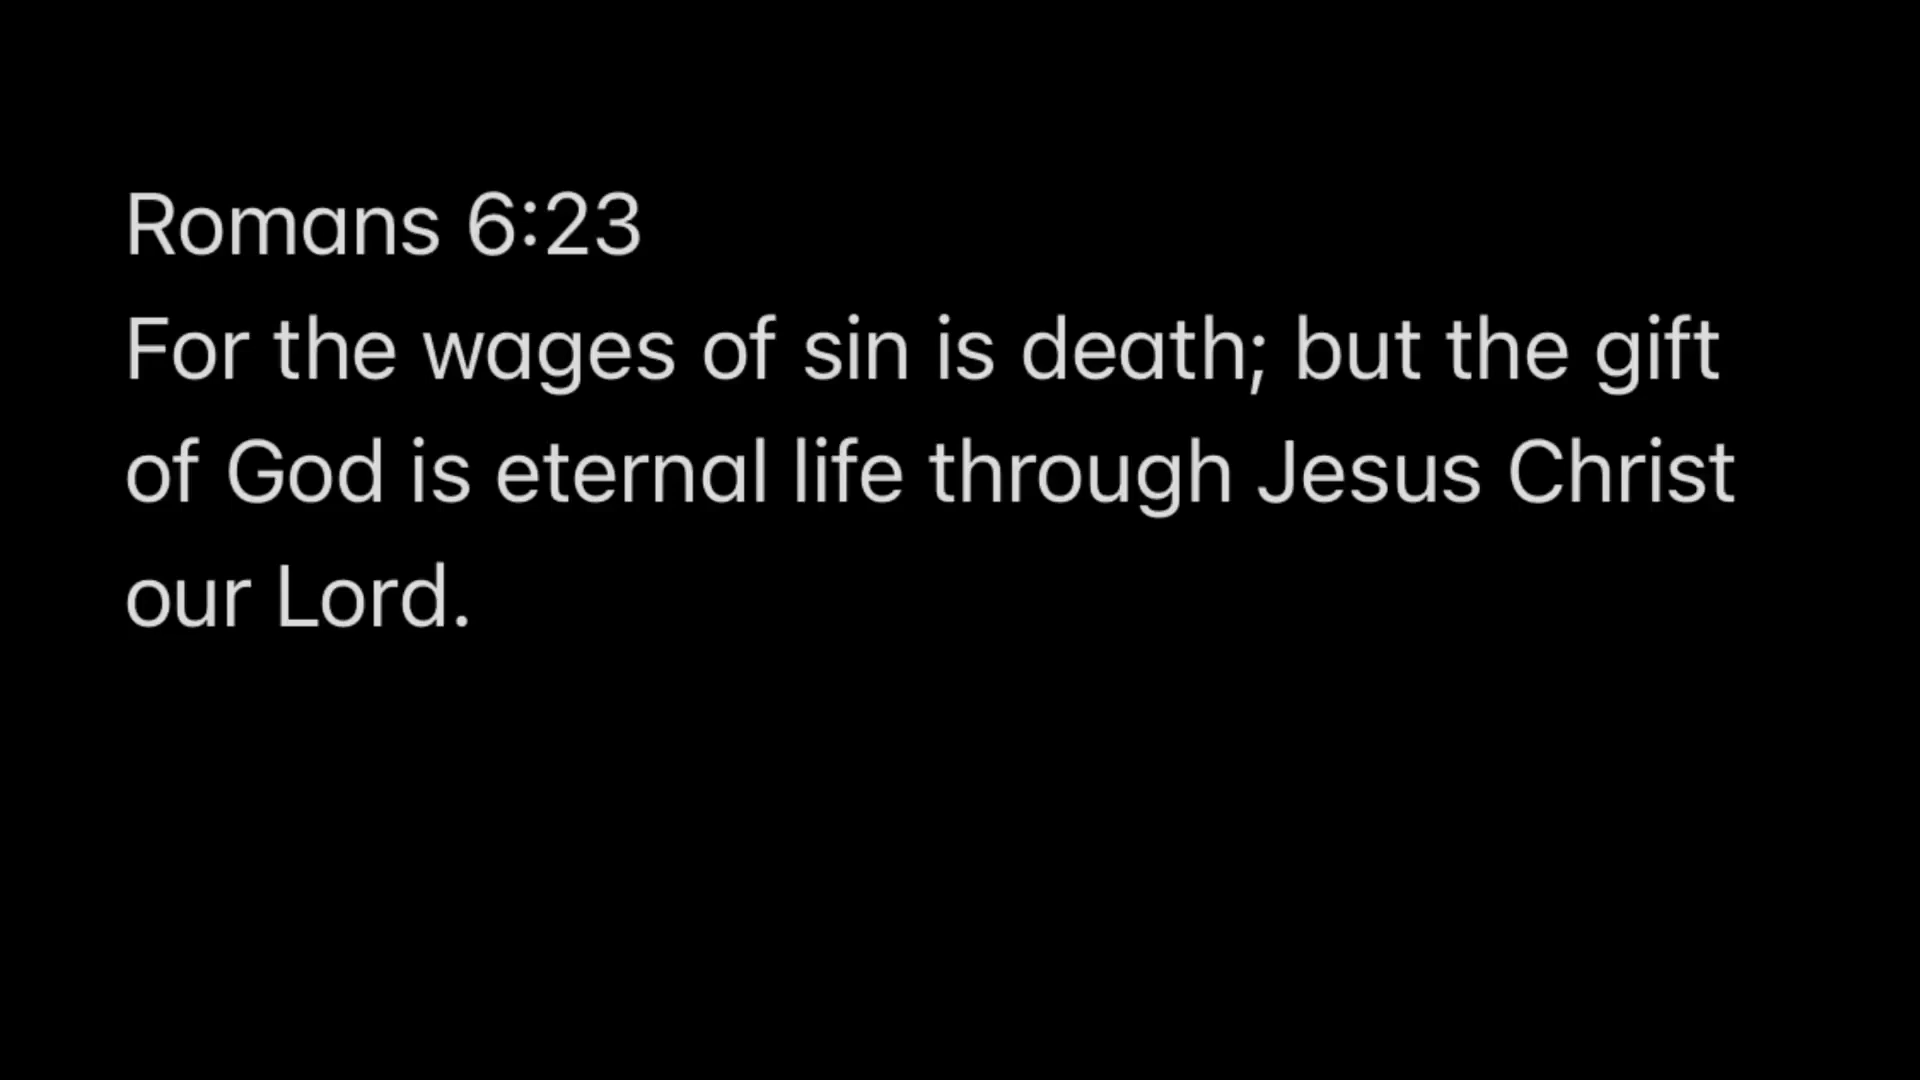 Romans 6:23
For the wages of sin is death; but the gift
of God is eternal life through Jesus Christ
our Lord.